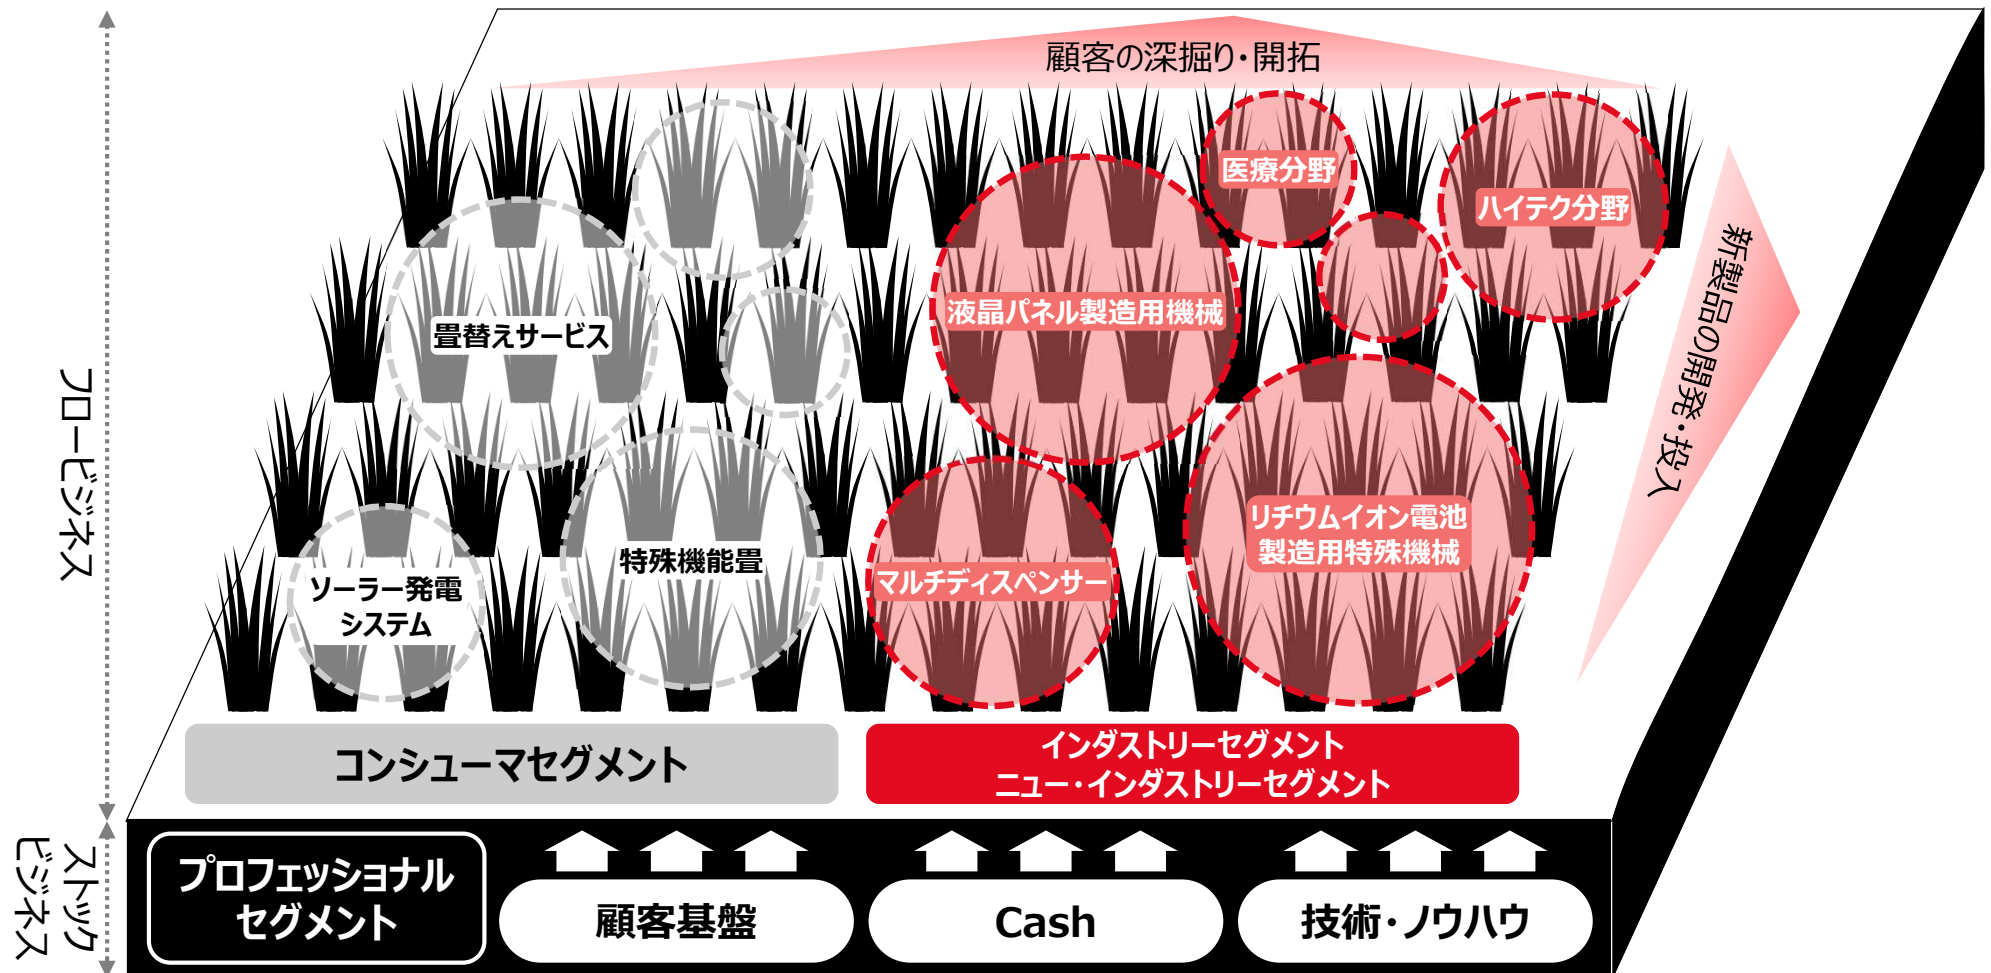 顧客の深掘り・開拓
医療分野
ハイテク分野
新製品の開発・投入
液晶パネル製造用機械
畳替えサービス
フロービジネス
リチウムイオン電池
製造用特殊機械
特殊機能畳
マルチディスペンサー
ソーラー発電
システム
コンシューマセグメント
インダストリーセグメント
ニュー・インダストリーセグメント
ストック
ビジネス
プロフェッショナル
セグメント
顧客基盤
Cash
技術・ノウハウ